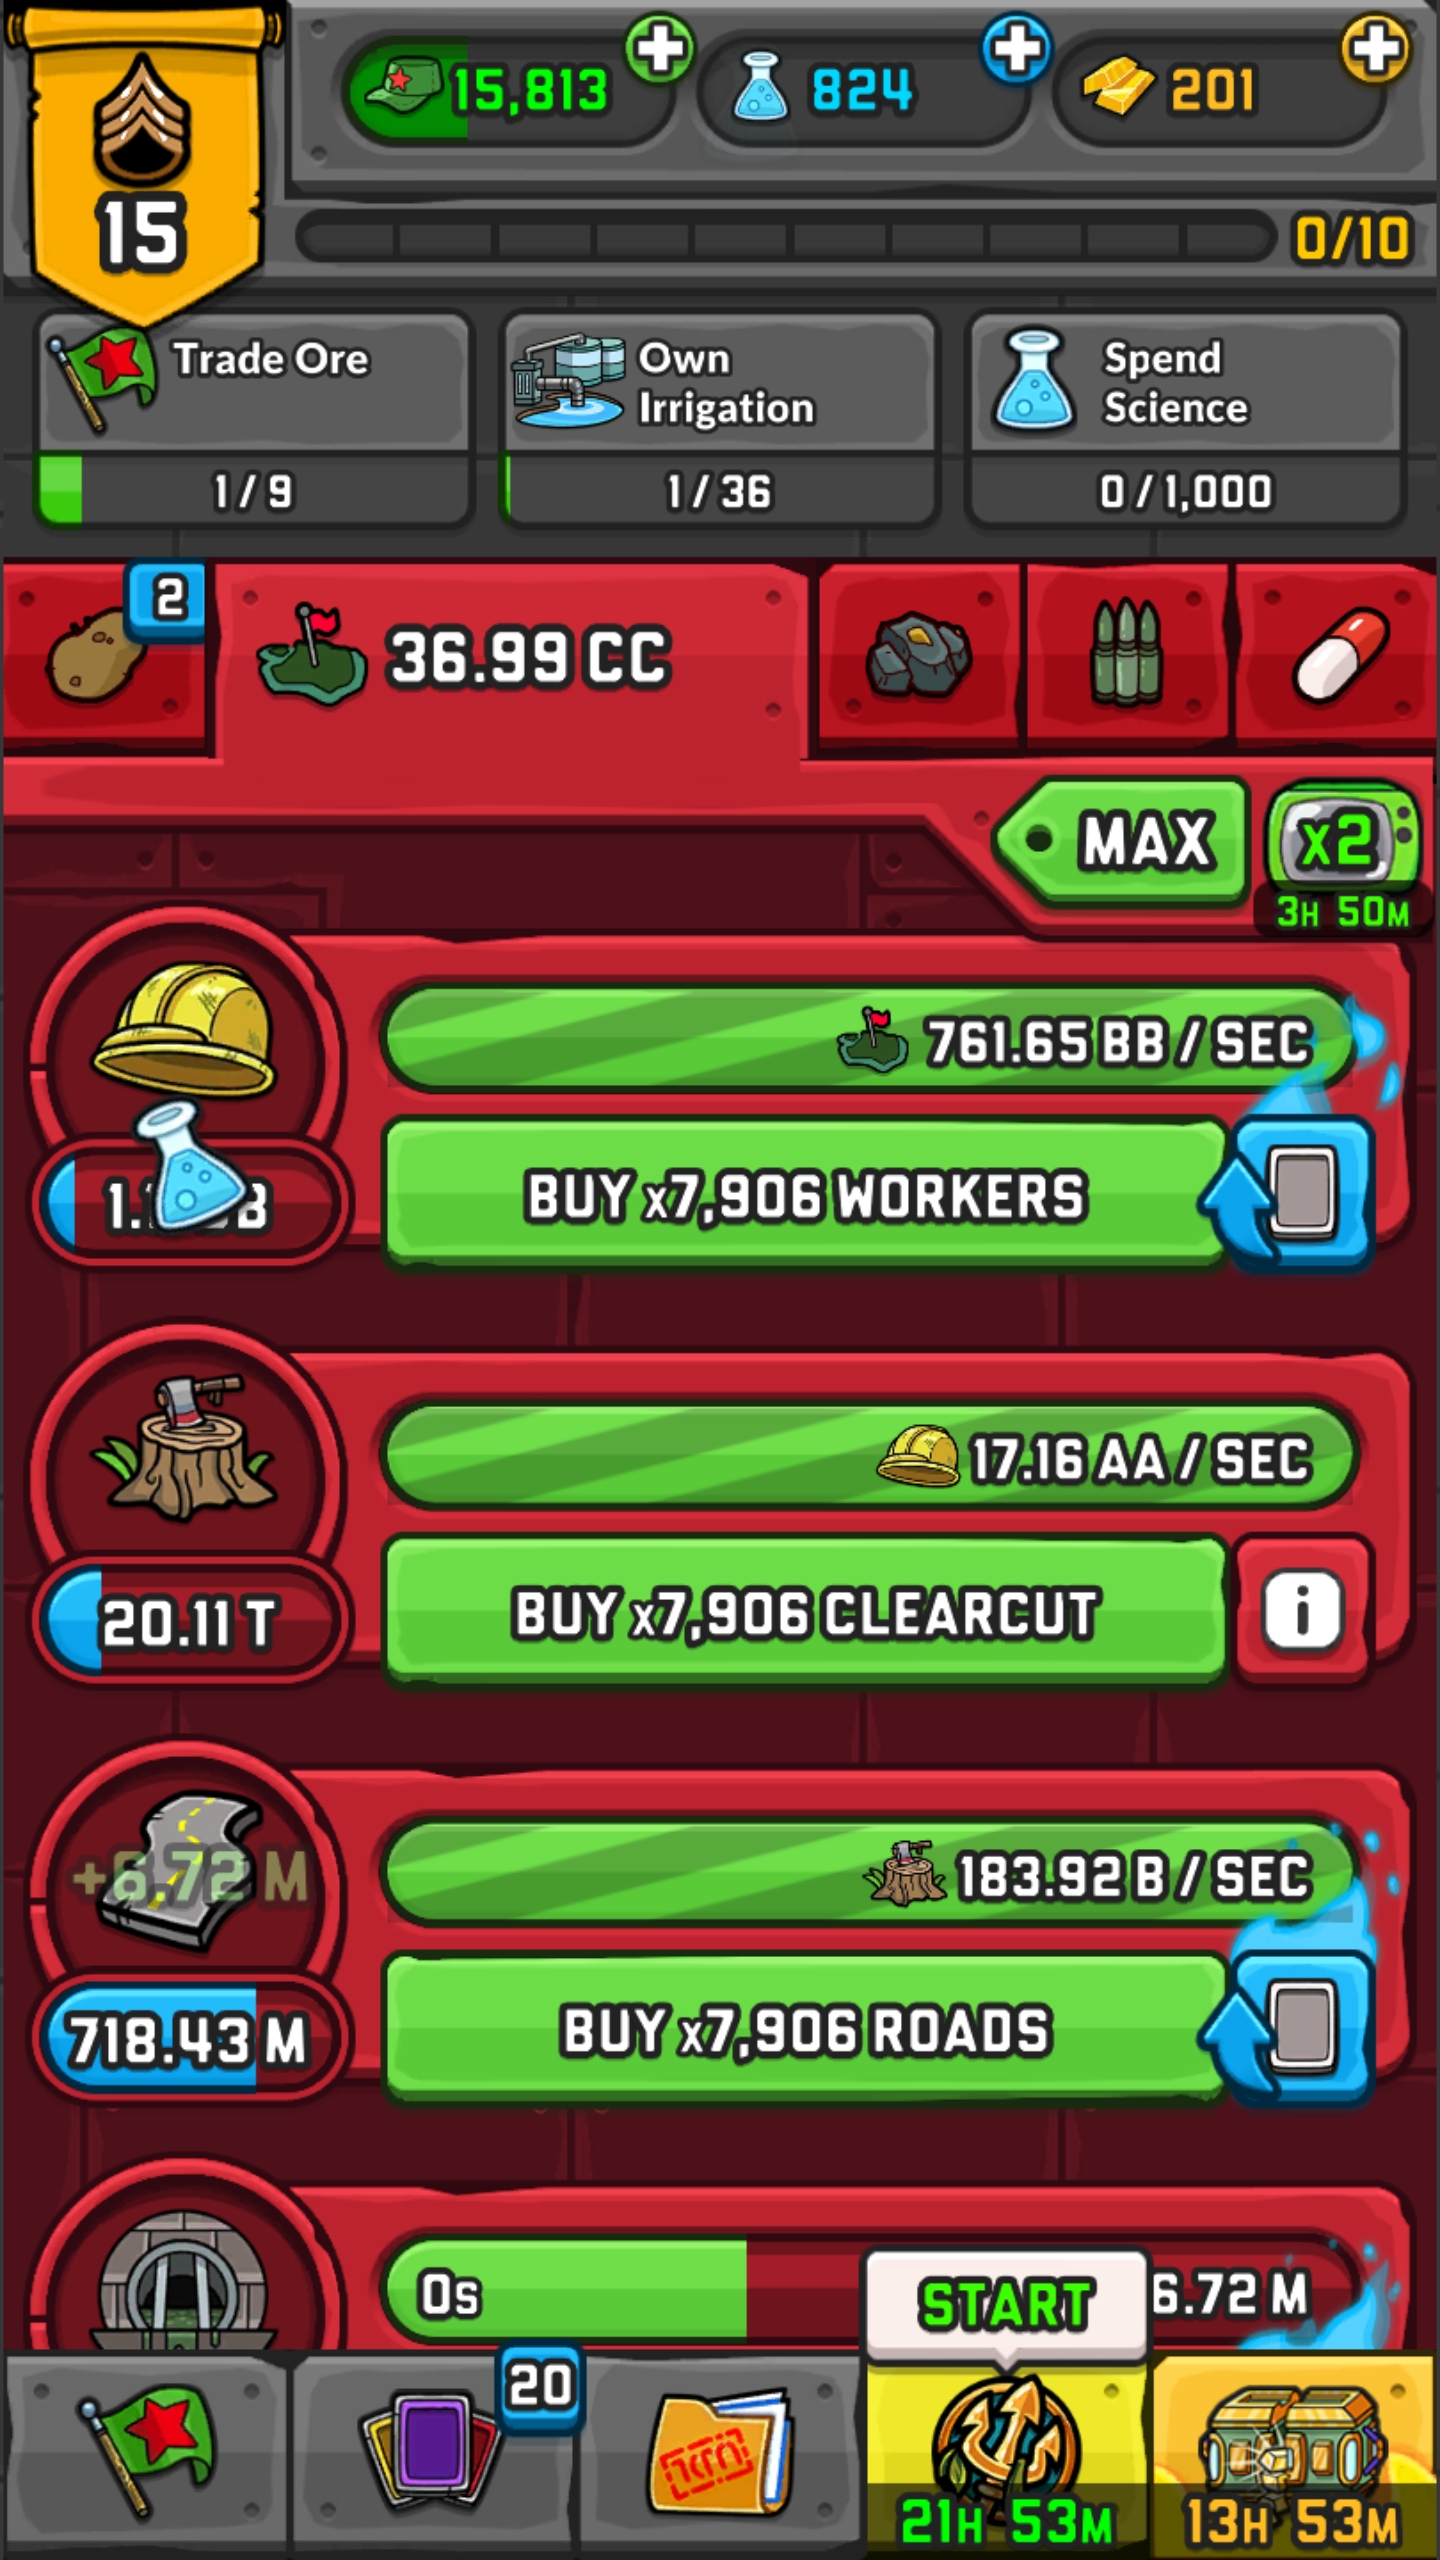 15,813
824
201
15
0/10
Trade Ore
1/9
Own
Irrigation
1/36
Spend
Science
0/1,000
2
36.99 CC
MAX
x2
3H 50M
761.65 BB / SEC
BUY x7,906 WORKERS
17.16 AA / SEC
20.11 T
BUY x7,906 CLEARCUT
i
+6.72 M
183.92 B / SEC
718.43 M
BUY x7,906 ROADS
0s
6.72 M
START
20
21H 53M
13H 53M